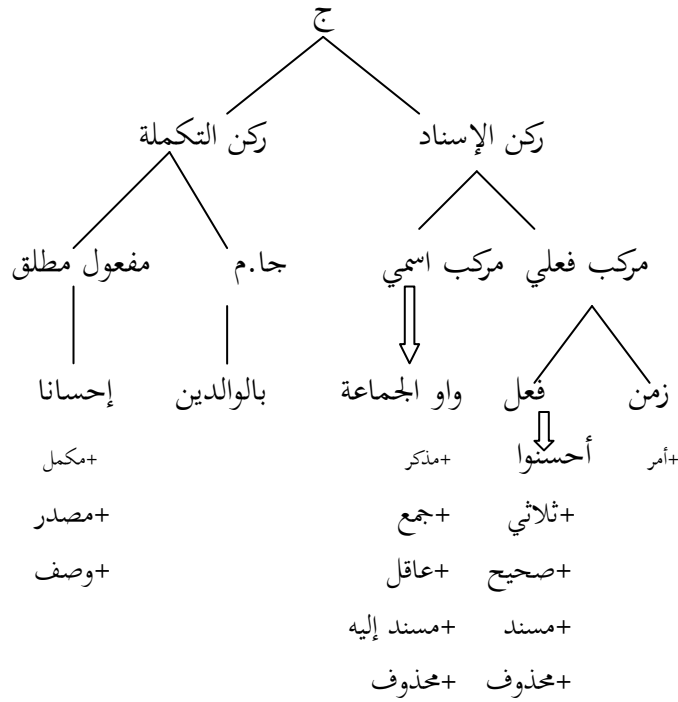 ج
ركن الإسناد ركن التكملة
مركب فعلي مركب اسمي جا.م مفعول مطلق
زمن فعل واو الجماعة بالوالدين إحسانا
+أمر أحسنوا +مذكر +مكمل
+ثلاثي +جمع +مصدر
+صحيح +عاقل +وصف
+مسند +مسند إليه
+محذوف +محذوف